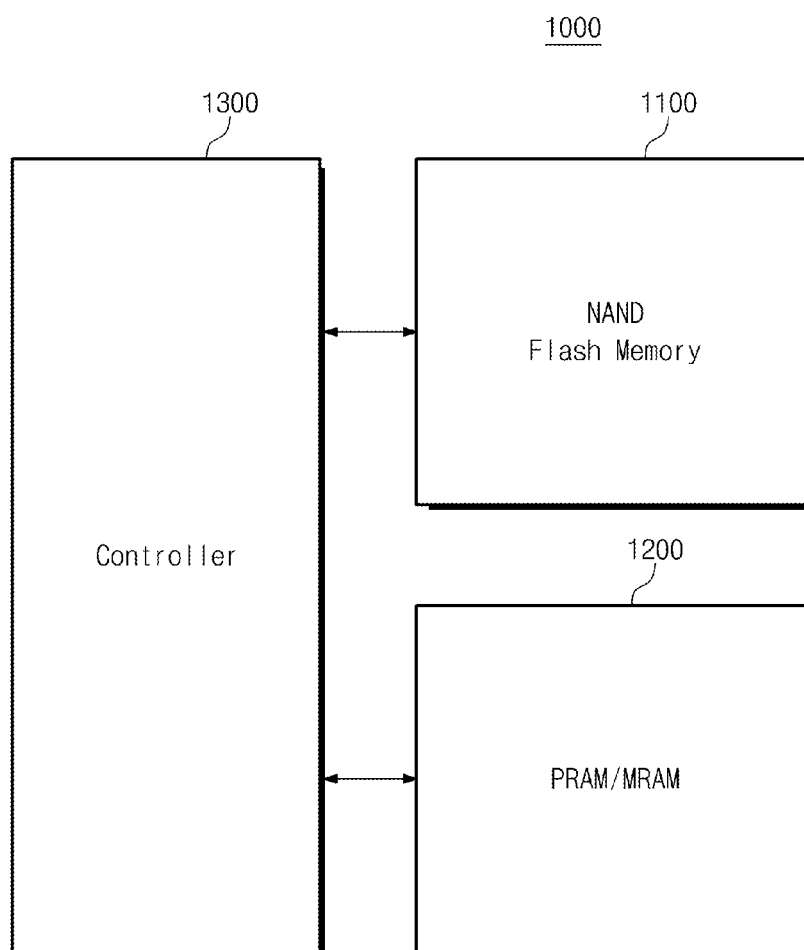 1000
1300
1100
NAND
Flash Memory
Controller
1200
PRAM/MRAM